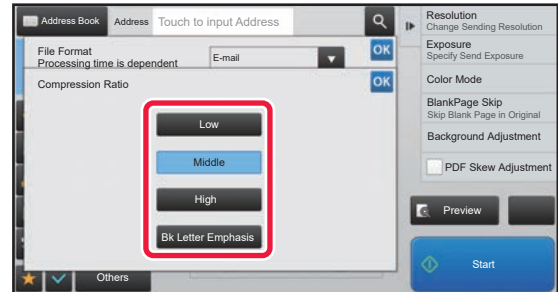 Address Book
Address
Touch to input Address
File Format
Processing time is dependent
E-mail
OK
Compression Ratio
OK
Low
Middle
High
Bk Letter Emphasis
Others
Resolution
Change Sending Resolution
Exposure
Specify Send Exposure
Color Mode
BlankPage Skip
Skip Blank Page in Original
Background Adjustment
PDF Skew Adjustment
Preview
Start